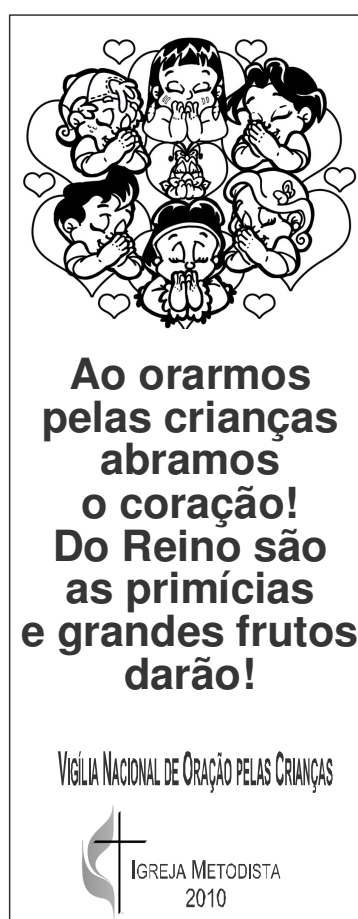 Ao orarmos
pelas crianças
abramos
o coração!
Do Reino são
as primícias
e grandes frutos
darão!
VIGÍLIA NACIONAL DE ORAÇÃO PELAS CRIANÇAS
IGREJA METODISTA
2010